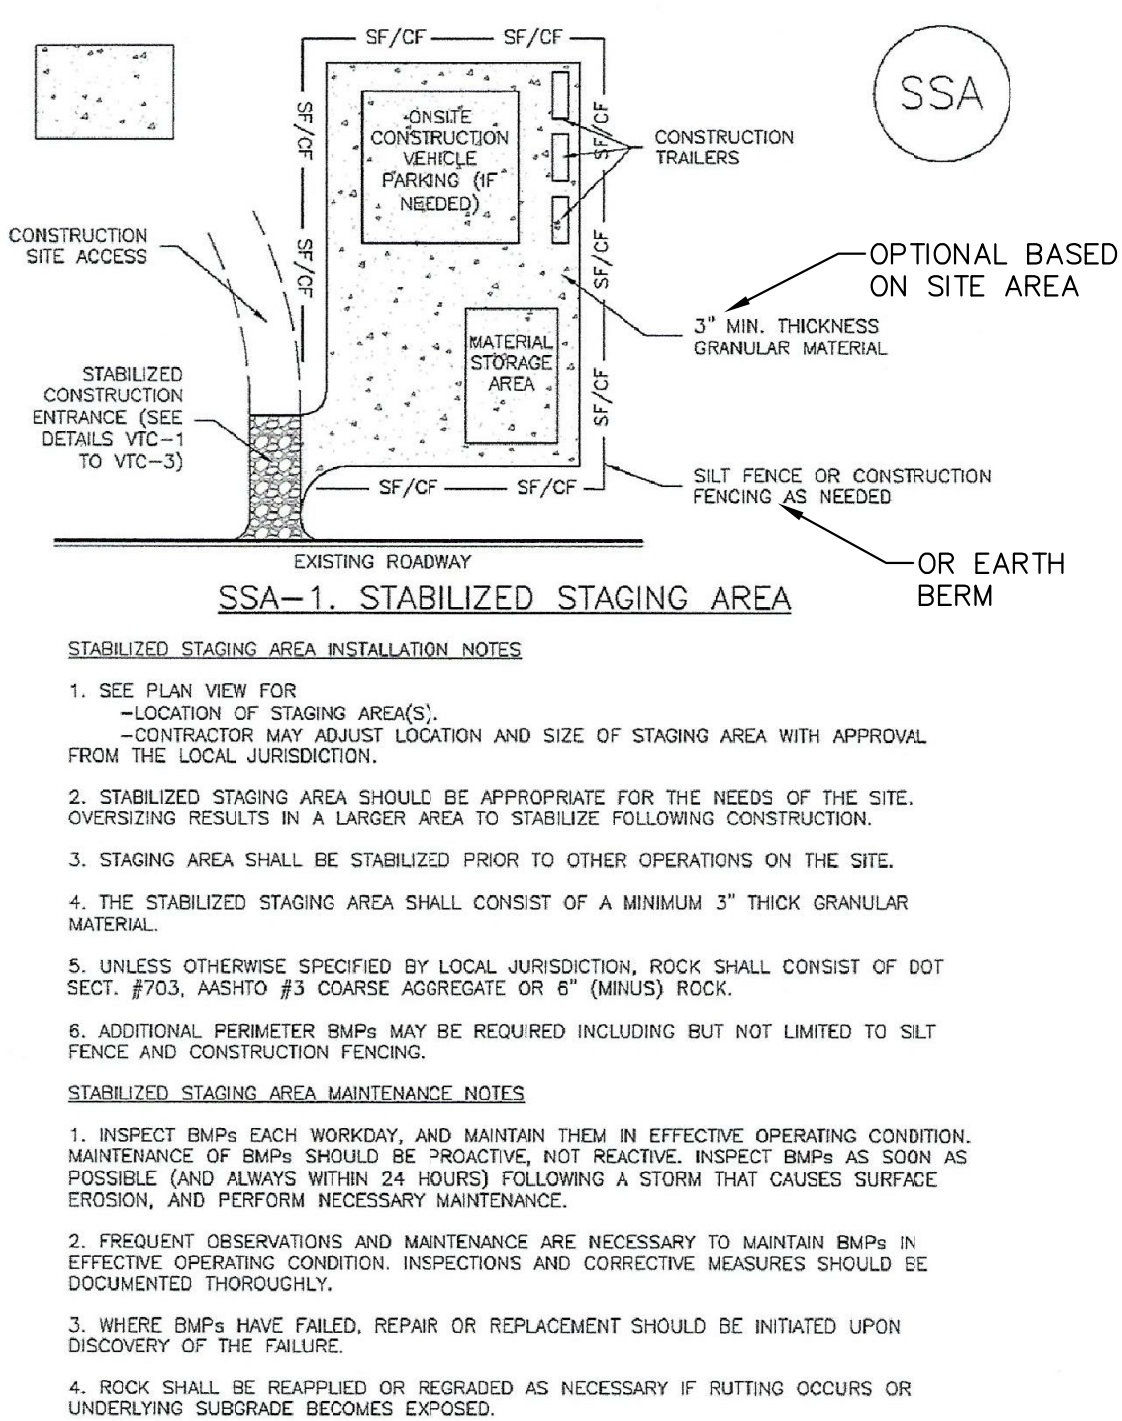 SF/CF SF/CF
SSA
SF/CF
SF/CF
ONSITE
CONSTRUCTION
VEHICLE
PARKING (IF
NEEDED)
SF/CF
CONSTRUCTION
TRAILERS
CONSTRUCTION
SITE ACCESS
SF/CF
OPTIONAL BASED
ON SITE AREA
3" MIN. THICKNESS
GRANULAR MATERIAL
MATERIAL
STORAGE
AREA
SF/CF
STABILIZED
CONSTRUCTION
ENTRANCE (SEE
DETAILS VTC-1
TO VTC-3)
SF/CF SF/CF
SILT FENCE OR CONSTRUCTION
FENCING AS NEEDED
OR EARTH
BERM
EXISTING ROADWAY
SSA-1. STABILIZED STAGING AREA
STABILIZED STAGING AREA INSTALLATION NOTES
1. SEE PLAN VIEW FOR
-LOCATION OF STAGING AREA(S).
-CONTRACTOR MAY ADJUST LOCATION AND SIZE OF STAGING AREA WITH APPROVAL
FROM THE LOCAL JURISDICTION.
2. STABILIZED STAGING AREA SHOULD BE APPROPRIATE FOR THE NEEDS OF THE SITE.
OVERSIZING RESULTS IN A LARGER AREA TO STABILIZE FOLLOWING CONSTRUCTION.
3. STAGING AREA SHALL BE STABILIZED PRIOR TO OTHER OPERATIONS ON THE SITE.
4. THE STABILIZED STAGING AREA SHALL CONSIST OF A MINIMUM 3" THICK GRANULAR
MATERIAL.
5. UNLESS OTHERWISE SPECIFIED BY LOCAL JURISDICTION, ROCK SHALL CONSIST OF DOT
SECT. #703, AASHTO #3 COARSE AGGREGATE OR 6" (MINUS) ROCK.
6. ADDITIONAL PERIMETER BMPs MAY BE REQUIRED INCLUDING BUT NOT LIMITED TO SILT
FENCE AND CONSTRUCTION FENCING.
STABILIZED STAGING AREA MAINTENANCE NOTES
1. INSPECT BMPs EACH WORKDAY, AND MAINTAIN THEM IN EFFECTIVE OPERATING CONDITION.
MAINTENANCE OF BMPs SHOULD BE PROACTIVE, NOT REACTIVE. INSPECT BMPs AS SOON AS
POSSIBLE (AND ALWAYS WITHIN 24 HOURS) FOLLOWING A STORM THAT CAUSES SURFACE
EROSION, AND PERFORM NECESSARY MAINTENANCE.
2. FREQUENT OBSERVATIONS AND MAINTENANCE ARE NECESSARY TO MAINTAIN BMPs IN
EFFECTIVE OPERATING CONDITION. INSPECTIONS AND CORRECTIVE MEASURES SHOULD BE
DOCUMENTED THOROUGHLY.
3. WHERE BMPs HAVE FAILED, REPAIR OR REPLACEMENT SHOULD BE INITIATED UPON
DISCOVERY OF THE FAILURE.
4. ROCK SHALL BE REAPPLIED OR REGRADED AS NECESSARY IF RUTTING OCCURS OR
UNDERLYING SUBGRADE BECOMES EXPOSED.